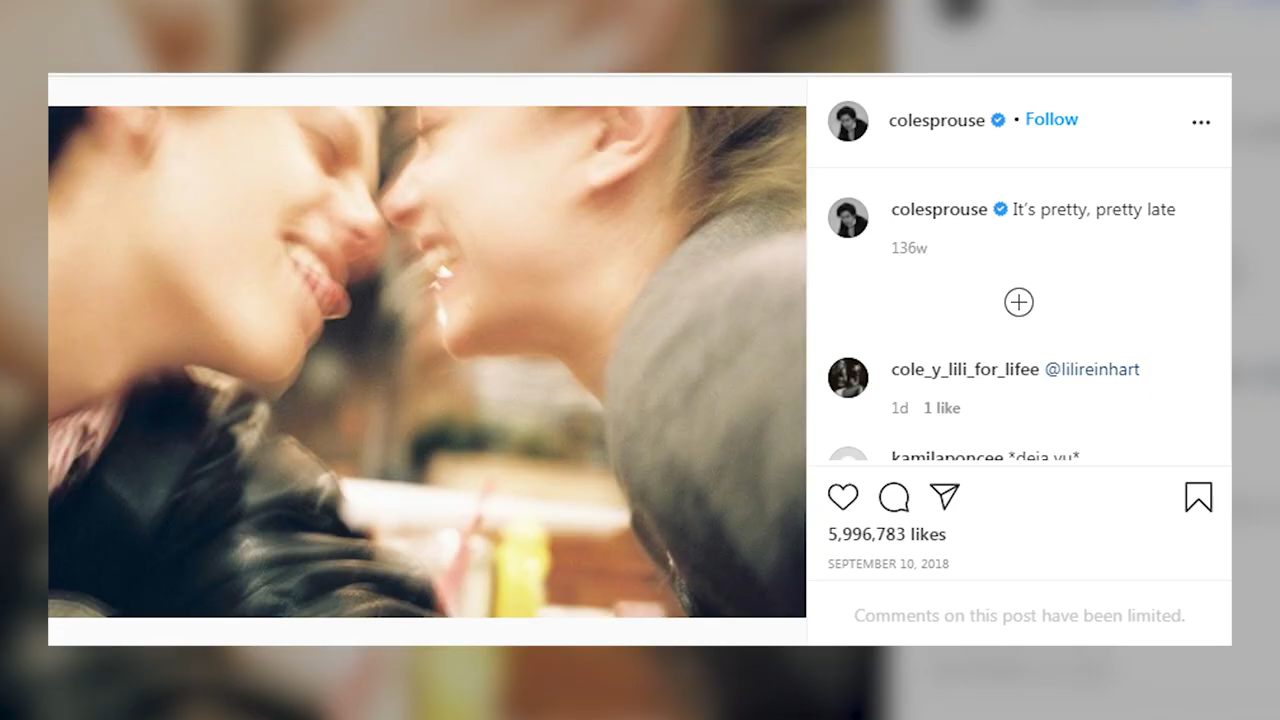 colesprouse • Follow
colesprouse It’s pretty, pretty late
136w
cole_y_lili_for_lifee @lilireinhart
1d 1 like
kamilaponcee *deja vu*
5,996,783 likes
SEPTEMBER 10, 2018
Comments on this post have been limited.